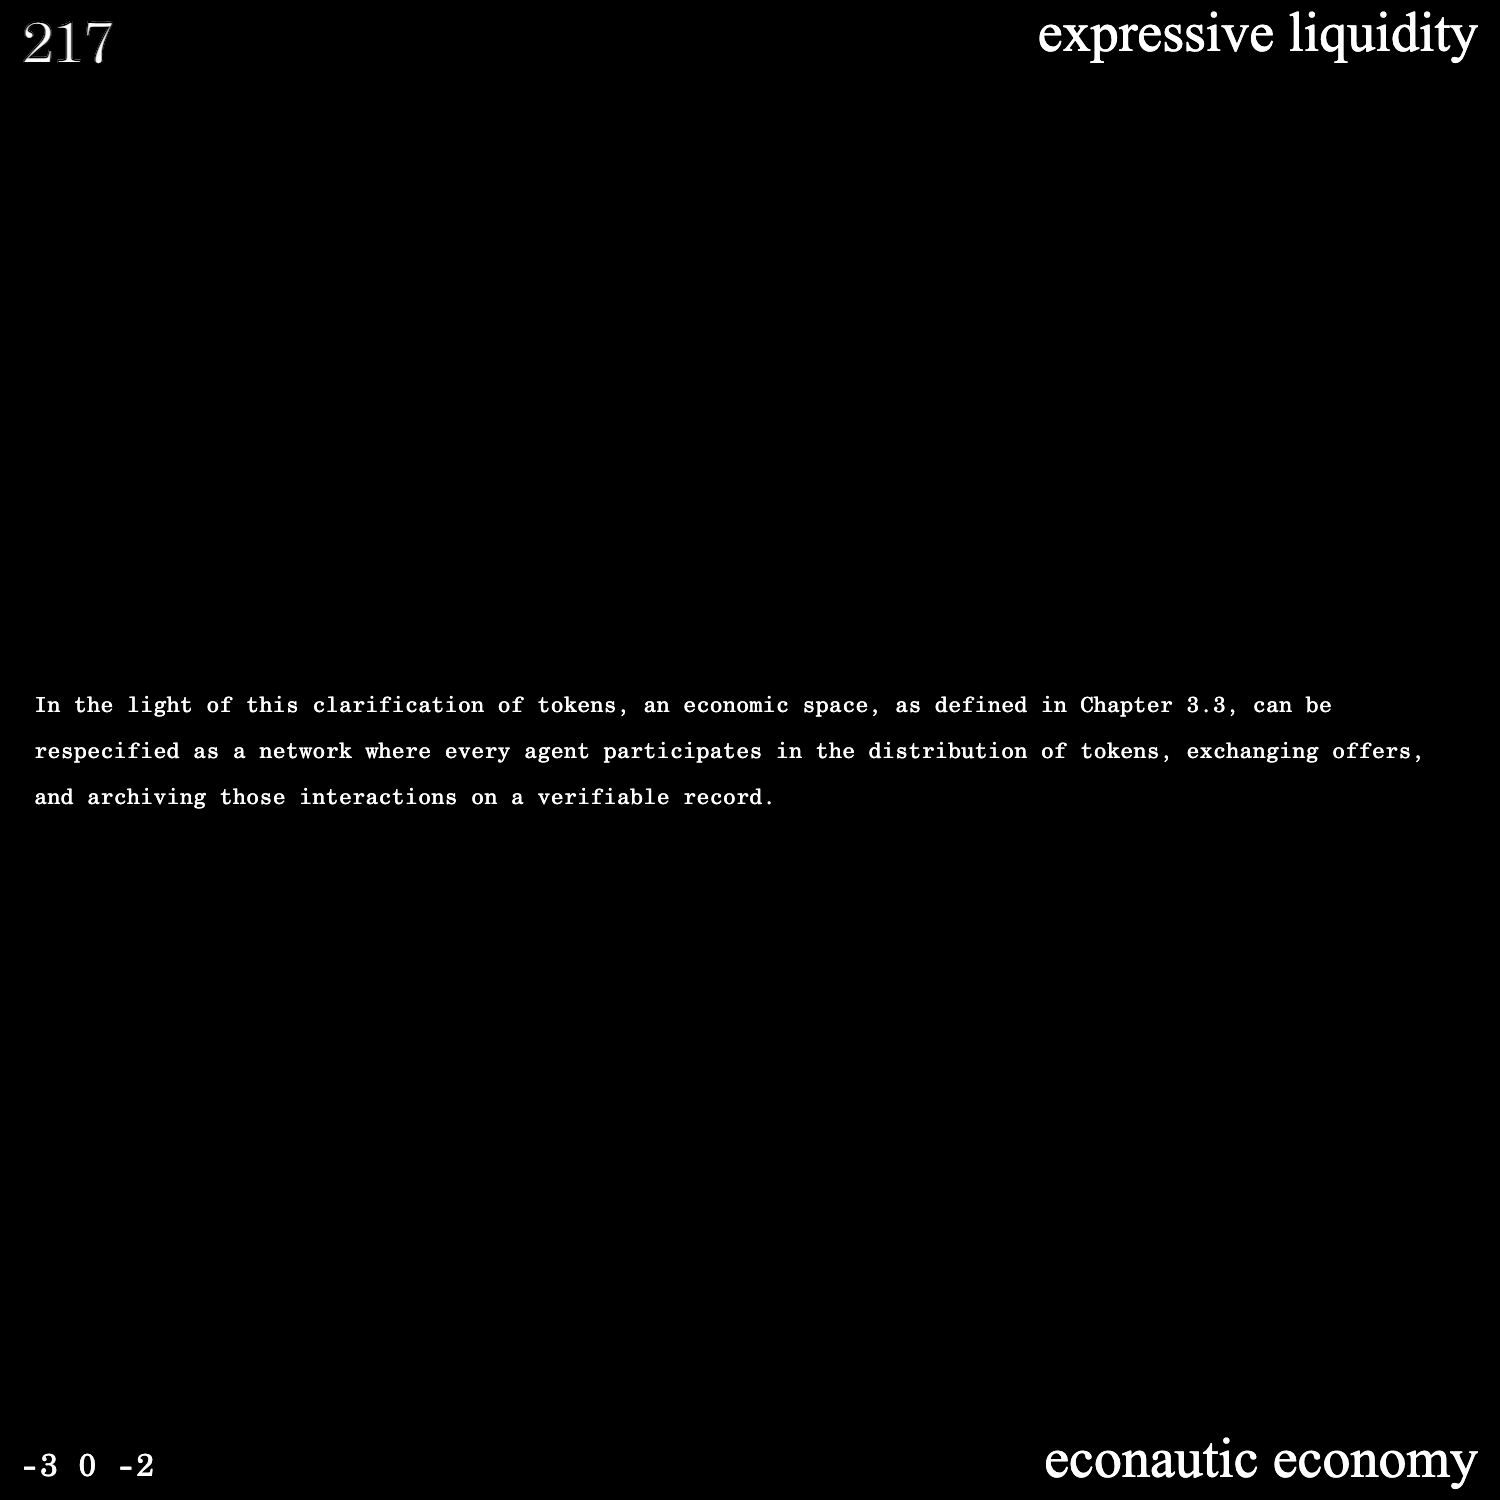 217
expressive liquidity
In the light of this clarification of tokens, an economic space, as defined in Chapter 3.3, can be
respecified as a network where every agent participates in the distribution of tokens, exchanging offers,
and archiving those interactions on a verifiable record.
-3 0 -2
econautic economy